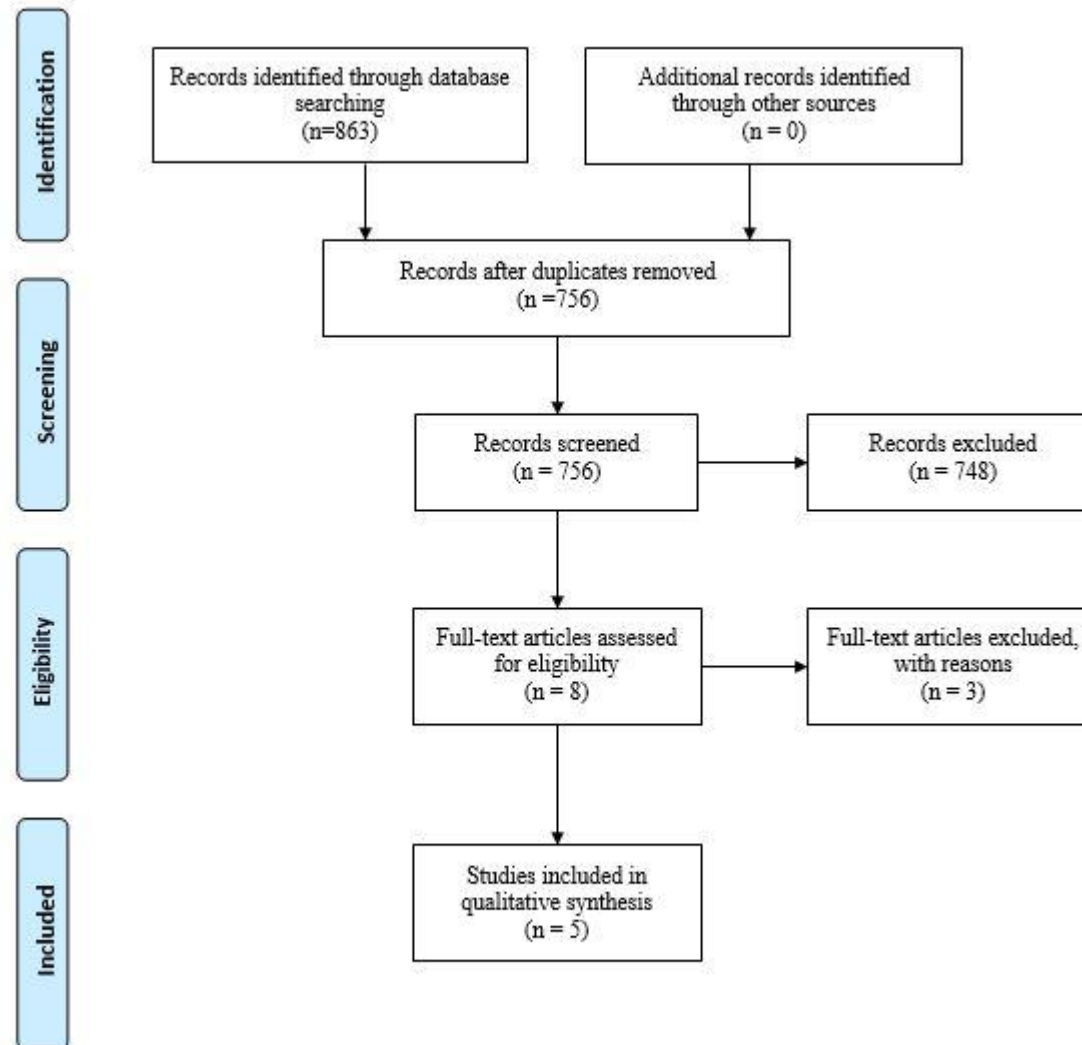 Identification
Records identified through database
searching
(n=863)
Additional records identified
through other sources
(n = 0)
Records after duplicates removed
(n =756)
Screening
Records screened
(n = 756)
Records excluded
(n = 748)
Eligibility
Full-text articles assessed
for eligibility
(n = 8)
Full-text articles excluded,
with reasons
(n = 3)
Included
Studies included in
qualitative synthesis
(n = 5)